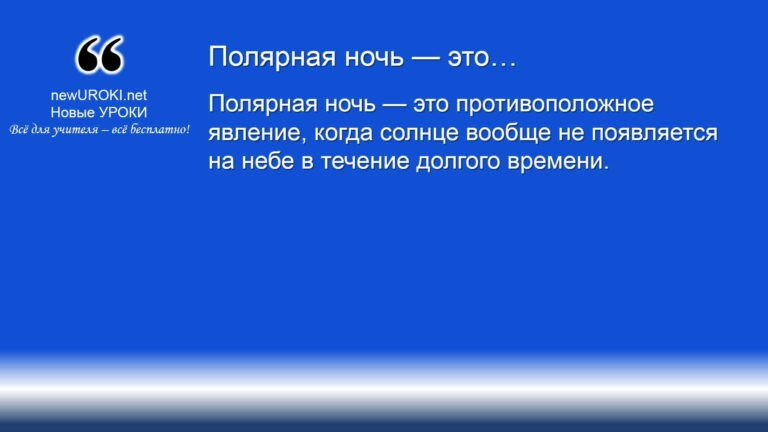 ❝
newUROKI.net
Новые УРОКИ
Всё для учителя – всё бесплатно!
Полярная ночь — это…
Полярная ночь — это противоположное
явление, когда солнце вообще не появляется
на небе в течение долгого времени.